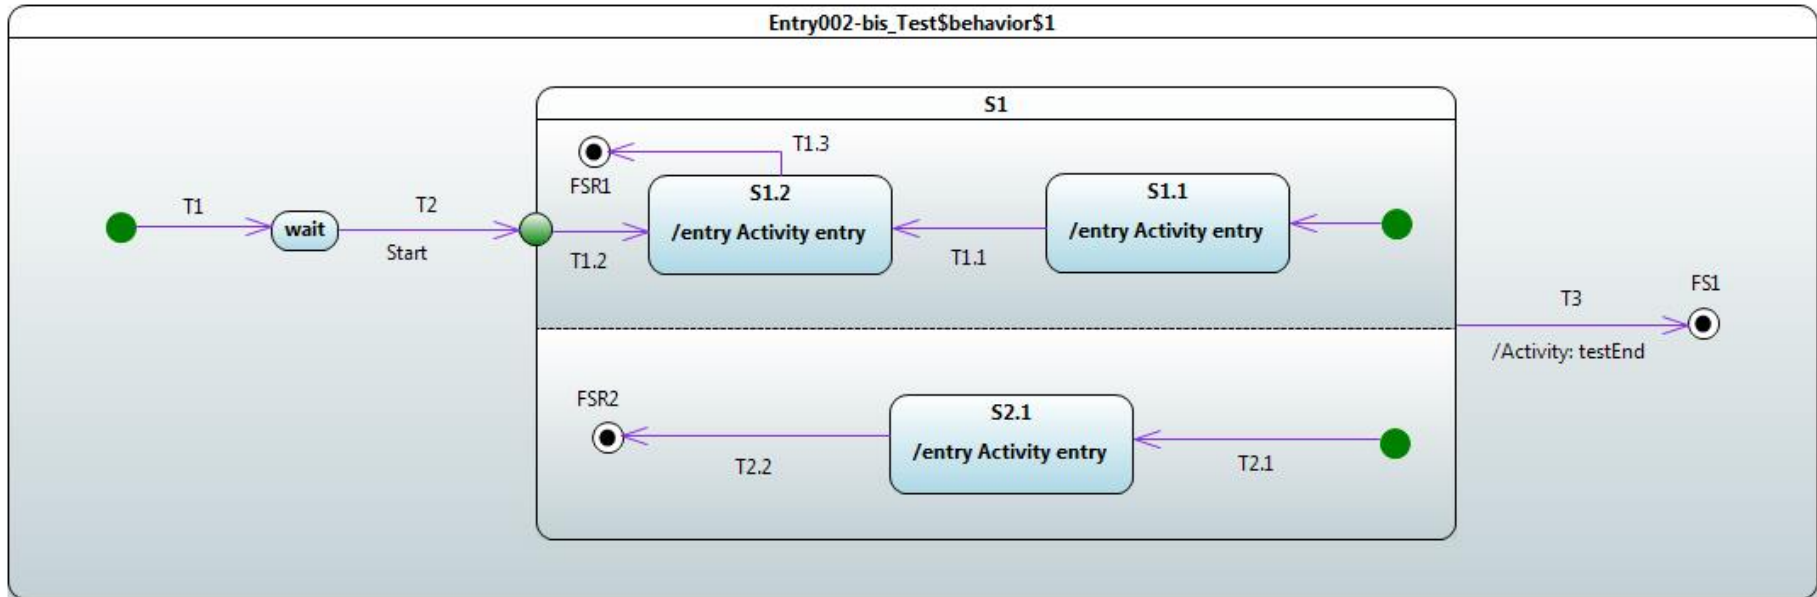 Entry002-bis_Test$behavior$1
S1
T1.3
FSR1
S1.2
/entry Activity entry
S1.1
/entry Activity entry
T1
wait
T2
Start
T1.2
T1.1
T3
/Activity: testEnd
FS1
FSR2
S2.1
/entry Activity entry
T2.2
T2.1